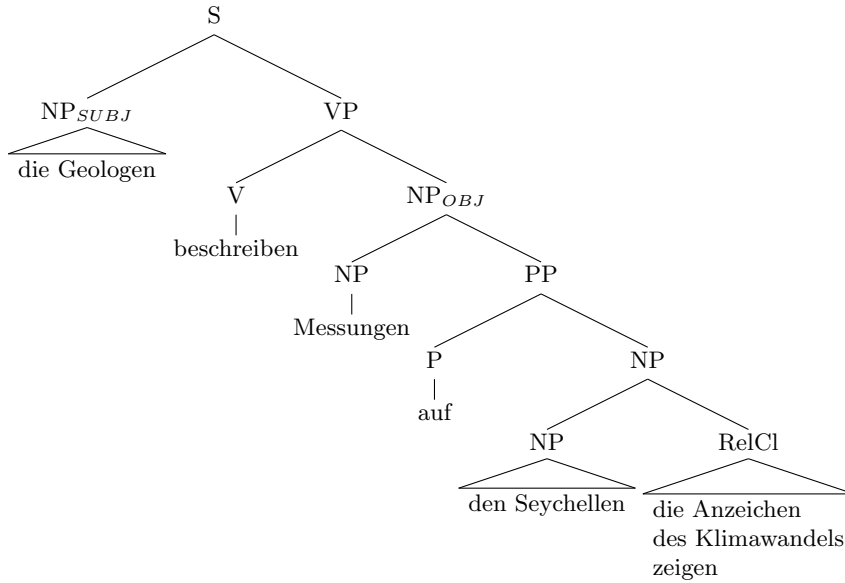 S
NP_SUBJ VP
die Geologen
V NP_OBJ
beschreiben
NP PP
Messungen
P NP
auf
NP RelCl
den Seychellen
die Anzeichen
des Klimawandels
zeigen